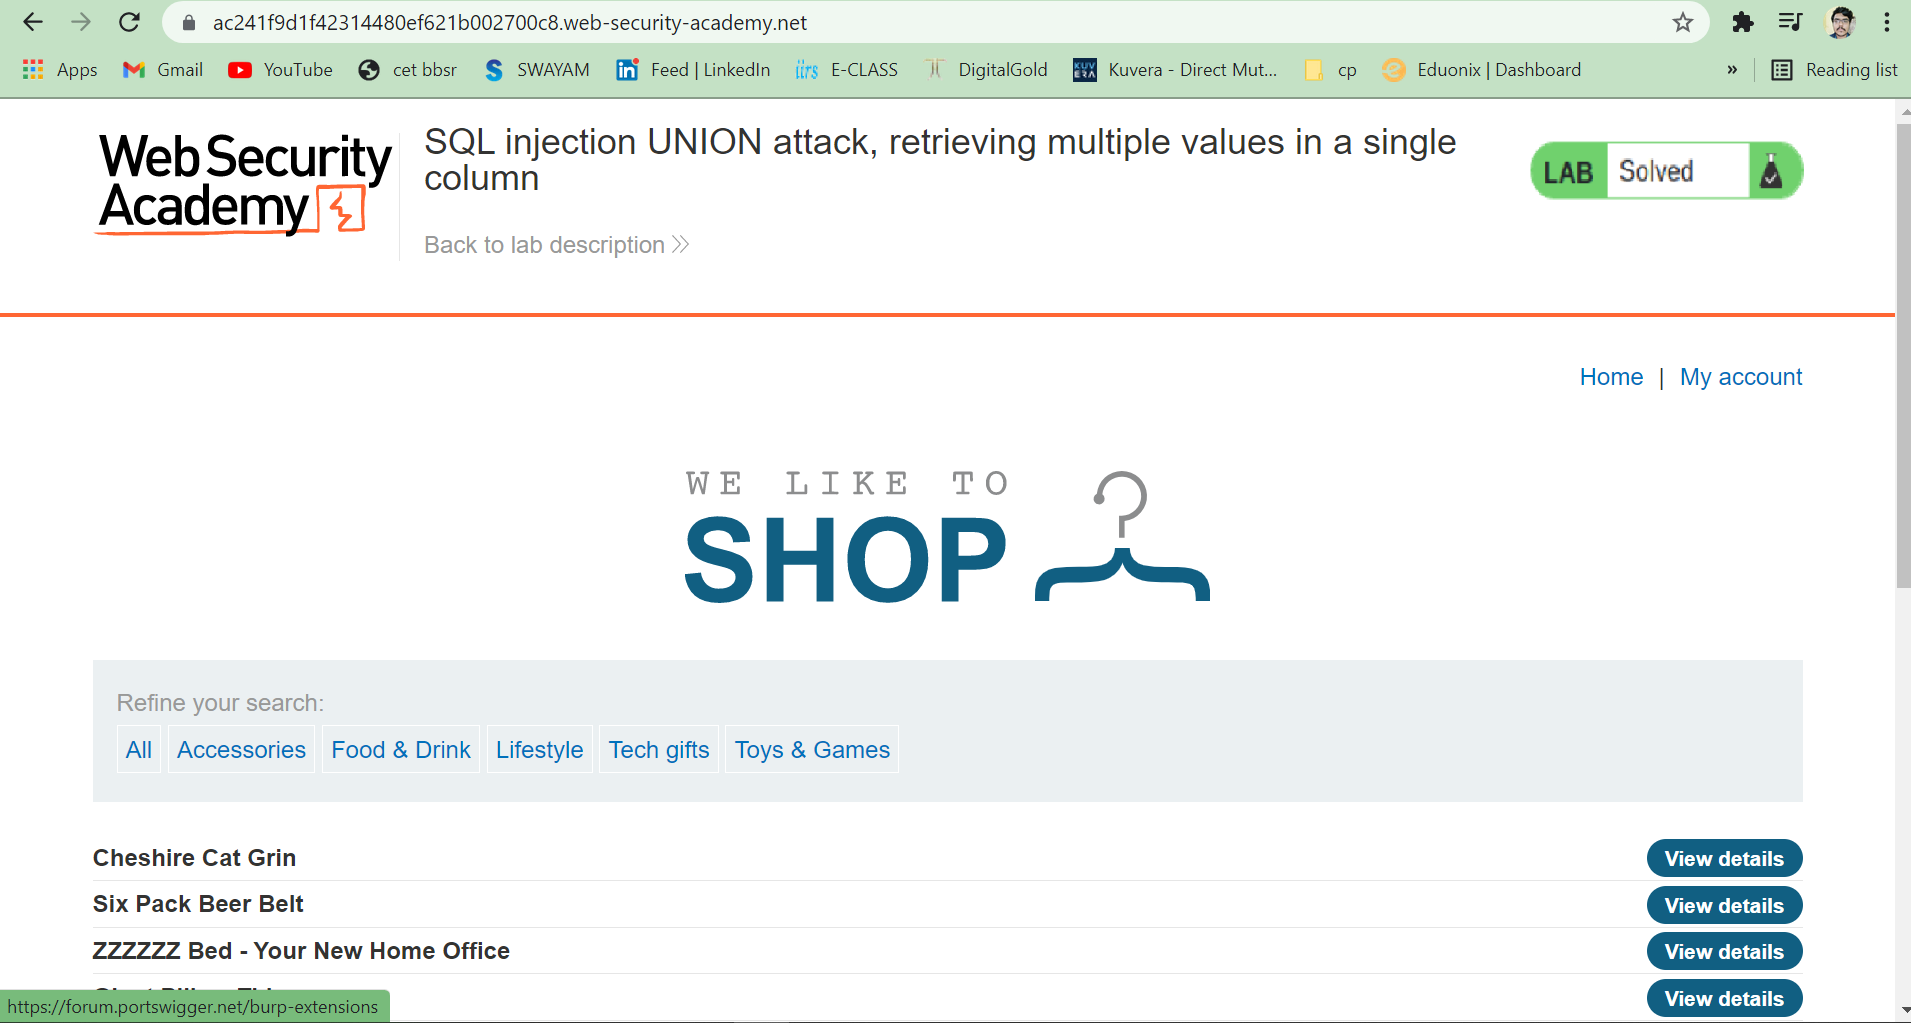 ac241f9d1f42314480ef621b002700c8.web-security-academy.net
Apps Gmail YouTube cet bbsr SWAYAM Feed | LinkedIn E-CLASS DigitalGold KUVERA Kuvera - Direct Mut... cp Eduonix | Dashboard » Reading list
Web Security
Academy
SQL injection UNION attack, retrieving multiple values in a single
column
Back to lab description
LAB Solved
Home | My account
WE LIKE TO
SHOP
Refine your search:
All Accessories Food & Drink Lifestyle Tech gifts Toys & Games
Cheshire Cat Grin View details
Six Pack Beer Belt View details
ZZZZZZ Bed - Your New Home Office View details
View details
https://forum.portswigger.net/burp-extensions